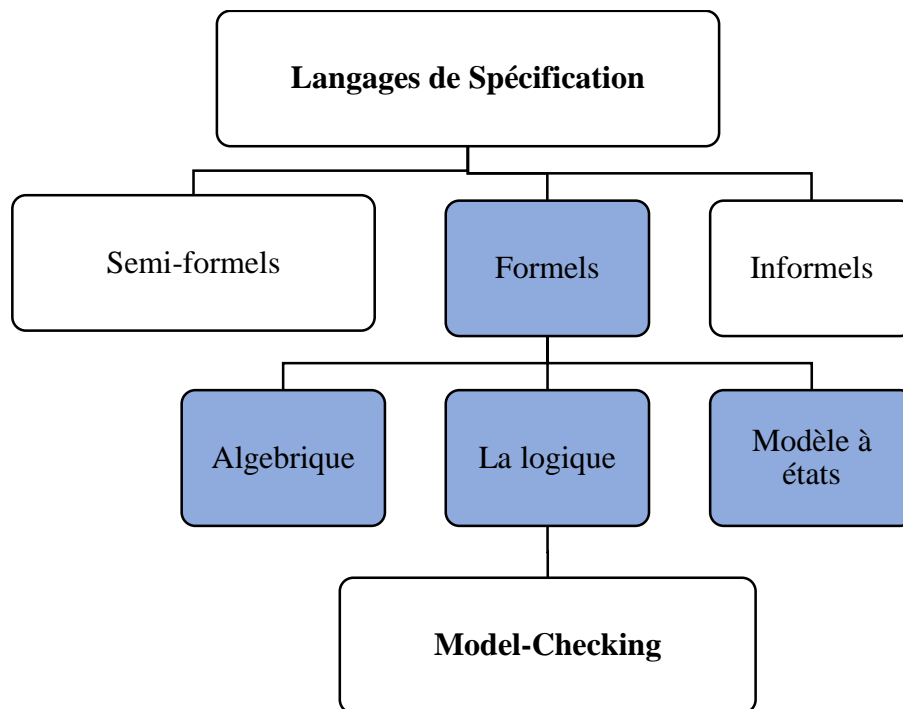 Langages de Spécification
Semi-formels
Formels
Informels
Algebrique
La logique
Modèle à
états
Model-Checking